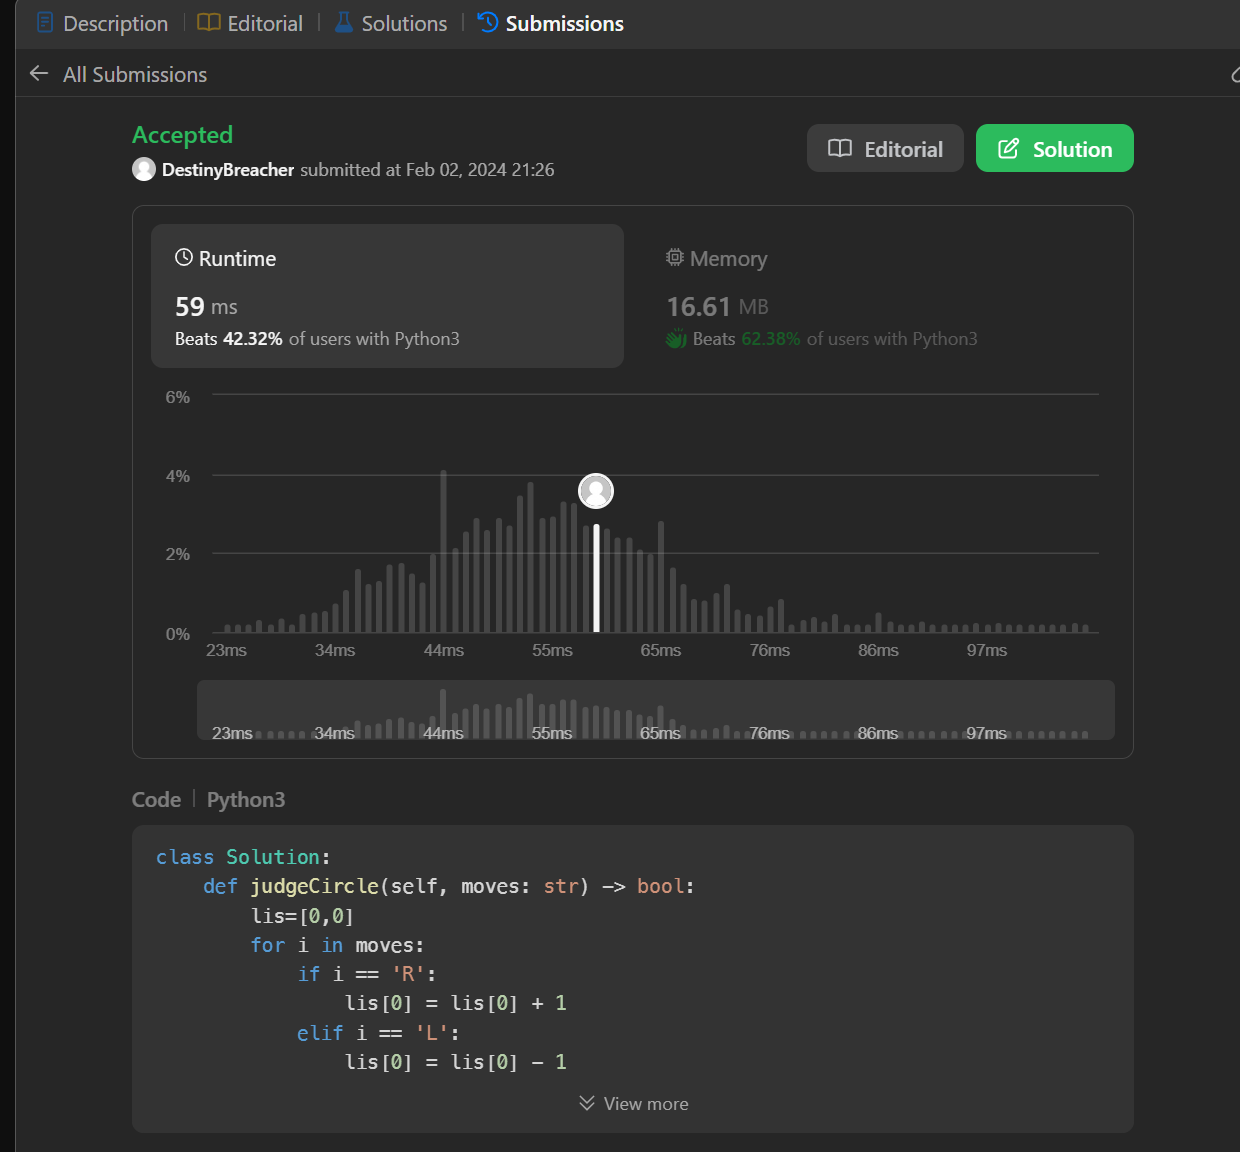 Description Editorial Solutions Submissions
All Submissions
Accepted
DestinyBreacher submitted at Feb 02, 2024 21:26
Editorial
Solution
Runtime
59 ms
Beats 42.32% of users with Python3
Memory
16.61 MB
Beats 62.38% of users with Python3
6%
4%
2%
0%
23ms 34ms 44ms 55ms 65ms 76ms 86ms 97ms
23ms 34ms 44ms 55ms 65ms 76ms 86ms 97ms
Code Python3
class Solution:
    def judgeCircle(self, moves: str) -> bool:
        lis=[0,0]
        for i in moves:
            if i == 'R':
                lis[0] = lis[0] + 1
            elif i == 'L':
                lis[0] = lis[0] - 1
View more